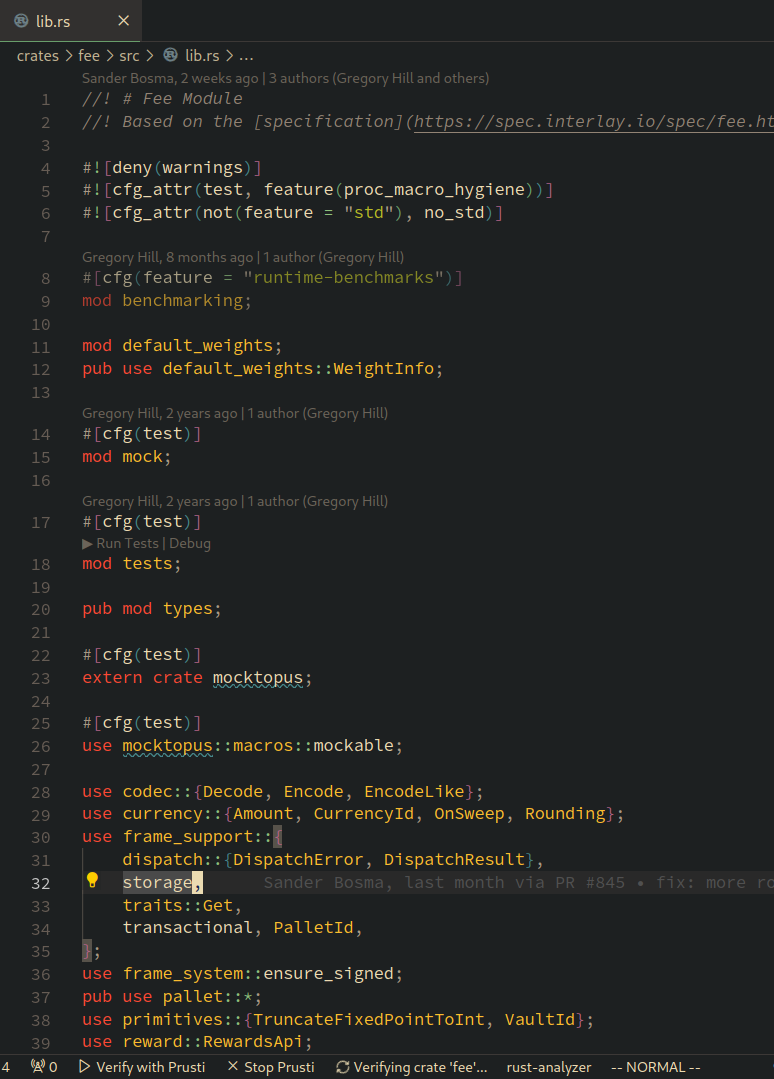 lib.rs ×
crates > fee > src > lib.rs > ...
Sander Bosma, 2 weeks ago | 3 authors (Gregory Hill and others)
1 //! # Fee Module
2 //! Based on the [specification](https://spec.interlay.io/spec/fee.ht
3
4 #![deny(warnings)]
5 #![cfg_attr(test, feature(proc_macro_hygiene))]
6 #![cfg_attr(not(feature = "std"), no_std)]
7
Gregory Hill, 8 months ago | 1 author (Gregory Hill)
8 #[cfg(feature = "runtime-benchmarks")]
9 mod benchmarking;
10
11 mod default_weights;
12 pub use default_weights::WeightInfo;
13
Gregory Hill, 2 years ago | 1 author (Gregory Hill)
14 #[cfg(test)]
15 mod mock;
16
Gregory Hill, 2 years ago | 1 author (Gregory Hill)
17 #[cfg(test)]
▶ Run Tests | Debug
18 mod tests;
19
20 pub mod types;
21
22 #[cfg(test)]
23 extern crate mocktopus;
24
25 #[cfg(test)]
26 use mocktopus::macros::mockable;
27
28 use codec::{Decode, Encode, EncodeLike};
29 use currency::{Amount, CurrencyId, OnSweep, Rounding};
30 use frame_support::{
31 dispatch::{DispatchError, DispatchResult},
32 storage, Sander Bosma, last month via PR #845 • fix: more ro
33 traits::Get,
34 transactional, PalletId,
35 };
36 use frame_system::ensure_signed;
37 pub use pallet::*;
38 use primitives::{TruncateFixedPointToInt, VaultId};
39 use reward::RewardsApi;
4 0 Verify with Prusti × Stop Prusti Verifying crate 'fee'... rust-analyzer -- NORMAL --